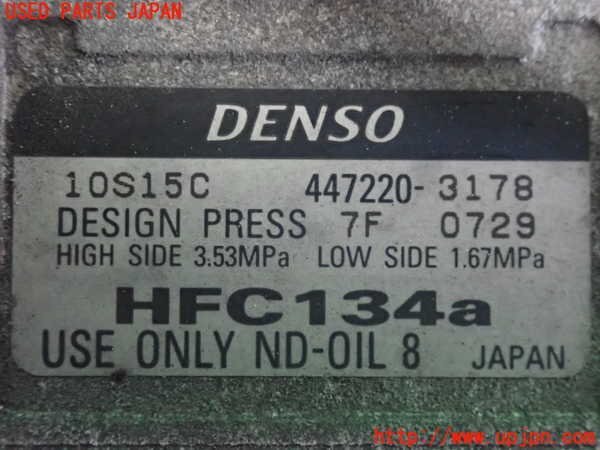 USED PARTS JAPAN
DENSO
10S15C 447220-3178
DESIGN PRESS 7F 0729
HIGH SIDE 3.53MPa LOW SIDE 1.67MPa
HFC134a
USE ONLY ND-OIL 8 JAPAN
http://www.upjpn.com